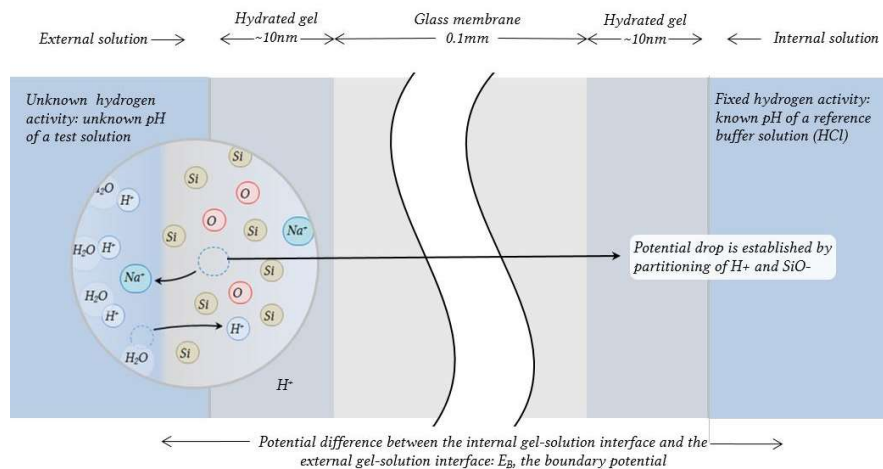 External solution
Hydrated gel
~10nm
Glass membrane
0.1mm
Hydrated gel
~10nm
Internal solution
Unknown hydrogen
activity: unknown pH
of a test solution
Fixed hydrogen activity:
known pH of a reference
buffer solution (HCl)
Si
H₂O
H⁺
Si
O
O
Si
Na⁺
Si
H₂O
H⁺
Na⁺
Si
O
H₂O
Si
H⁺
H⁺
Si
Si
H₂O
H⁺
Potential drop is established by
partitioning of H+ and SiO-
Potential difference between the internal gel-solution interface and the
external gel-solution interface: E_B, the boundary potential